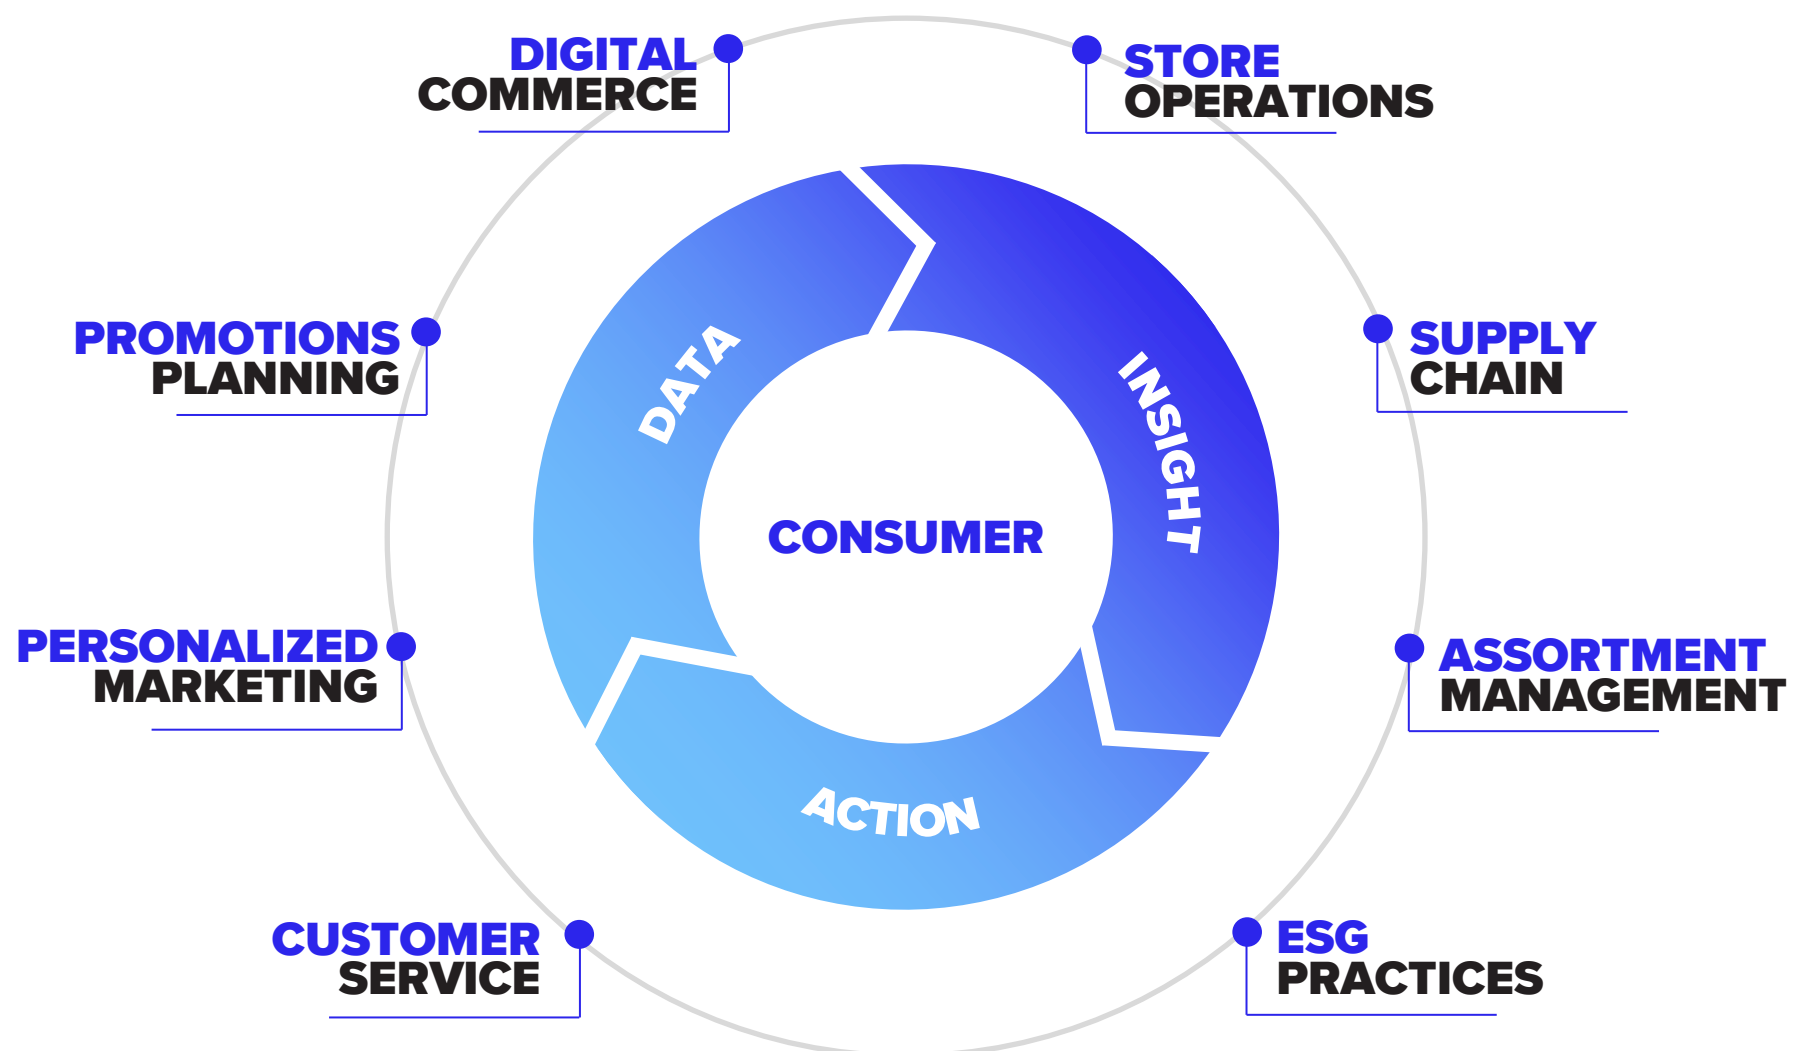 DIGITAL
COMMERCE
STORE
OPERATIONS
PROMOTIONS
PLANNING
DATA
INSIGHT
SUPPLY
CHAIN
CONSUMER
PERSONALIZED
MARKETING
ASSORTMENT
MANAGEMENT
ACTION
CUSTOMER
SERVICE
ESG
PRACTICES